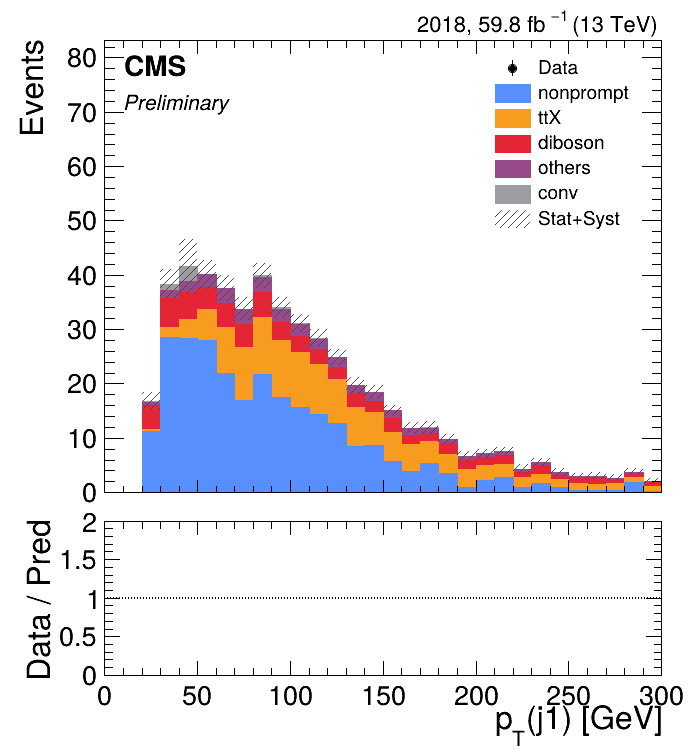 2018, 59.8 fb⁻¹ (13 TeV)
CMS
Preliminary
Events
80
70
60
50
40
30
20
10
0
Data
nonprompt
ttX
diboson
others
conv
Stat+Syst
Data / Pred
2
1.5
1
0.5
0
0 50 100 150 200 250 300
p_T(j1) [GeV]